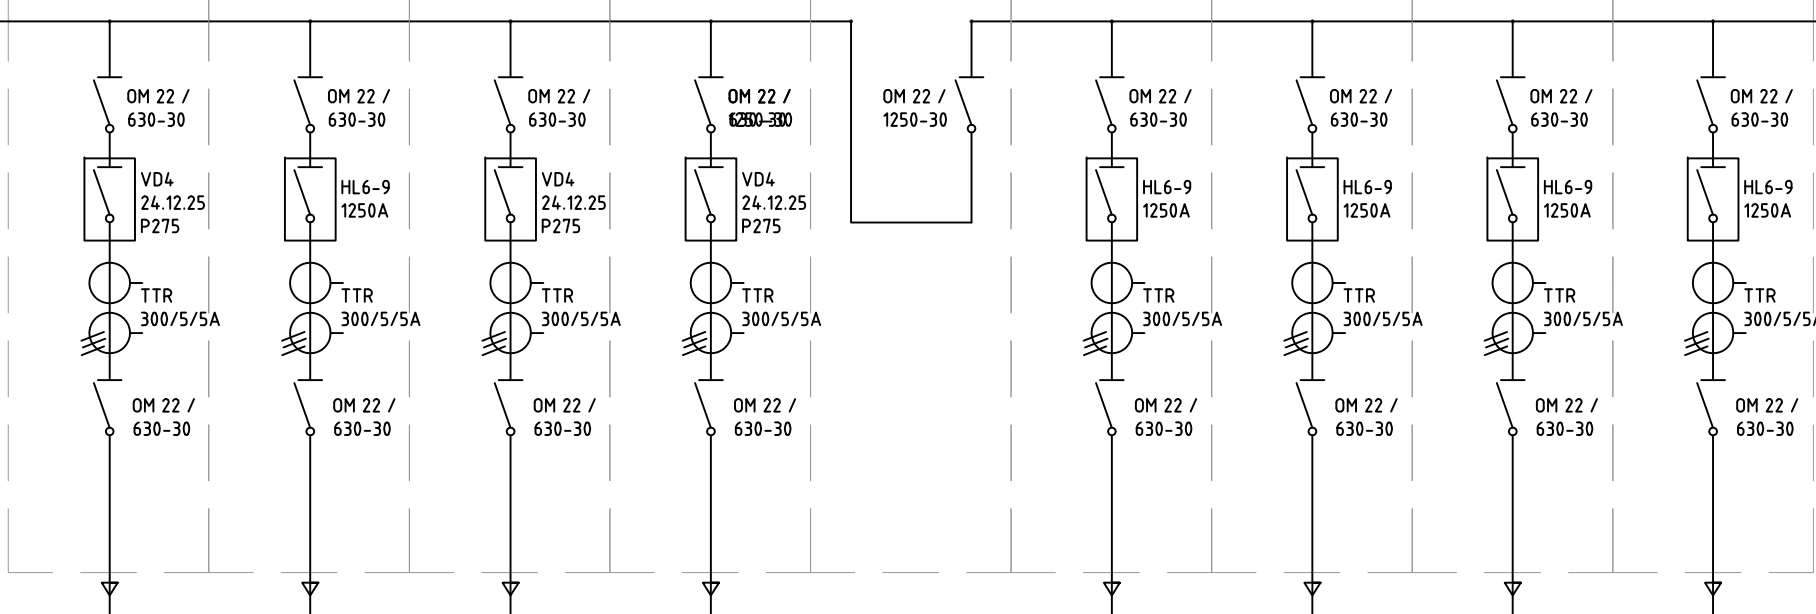 OM 22 /
630-30
OM 22 /
630-30
OM 22 /
630-30
OM 22 /
OM 22 /
1250-30
OM 22 /
630-30
OM 22 /
630-30
OM 22 /
630-30
OM 22 /
630-30
VD4
24.12.25
P275
HL6-9
1250A
VD4
24.12.25
P275
VD4
24.12.25
P275
HL6-9
1250A
HL6-9
1250A
HL6-9
1250A
HL6-9
1250A
TTR
300/5/5A
TTR
300/5/5A
TTR
300/5/5A
TTR
300/5/5A
TTR
300/5/5A
TTR
300/5/5A
TTR
300/5/5A
TTR
300/5/5A
OM 22 /
630-30
OM 22 /
630-30
OM 22 /
630-30
OM 22 /
630-30
OM 22 /
630-30
OM 22 /
630-30
OM 22 /
630-30
OM 22 /
630-30